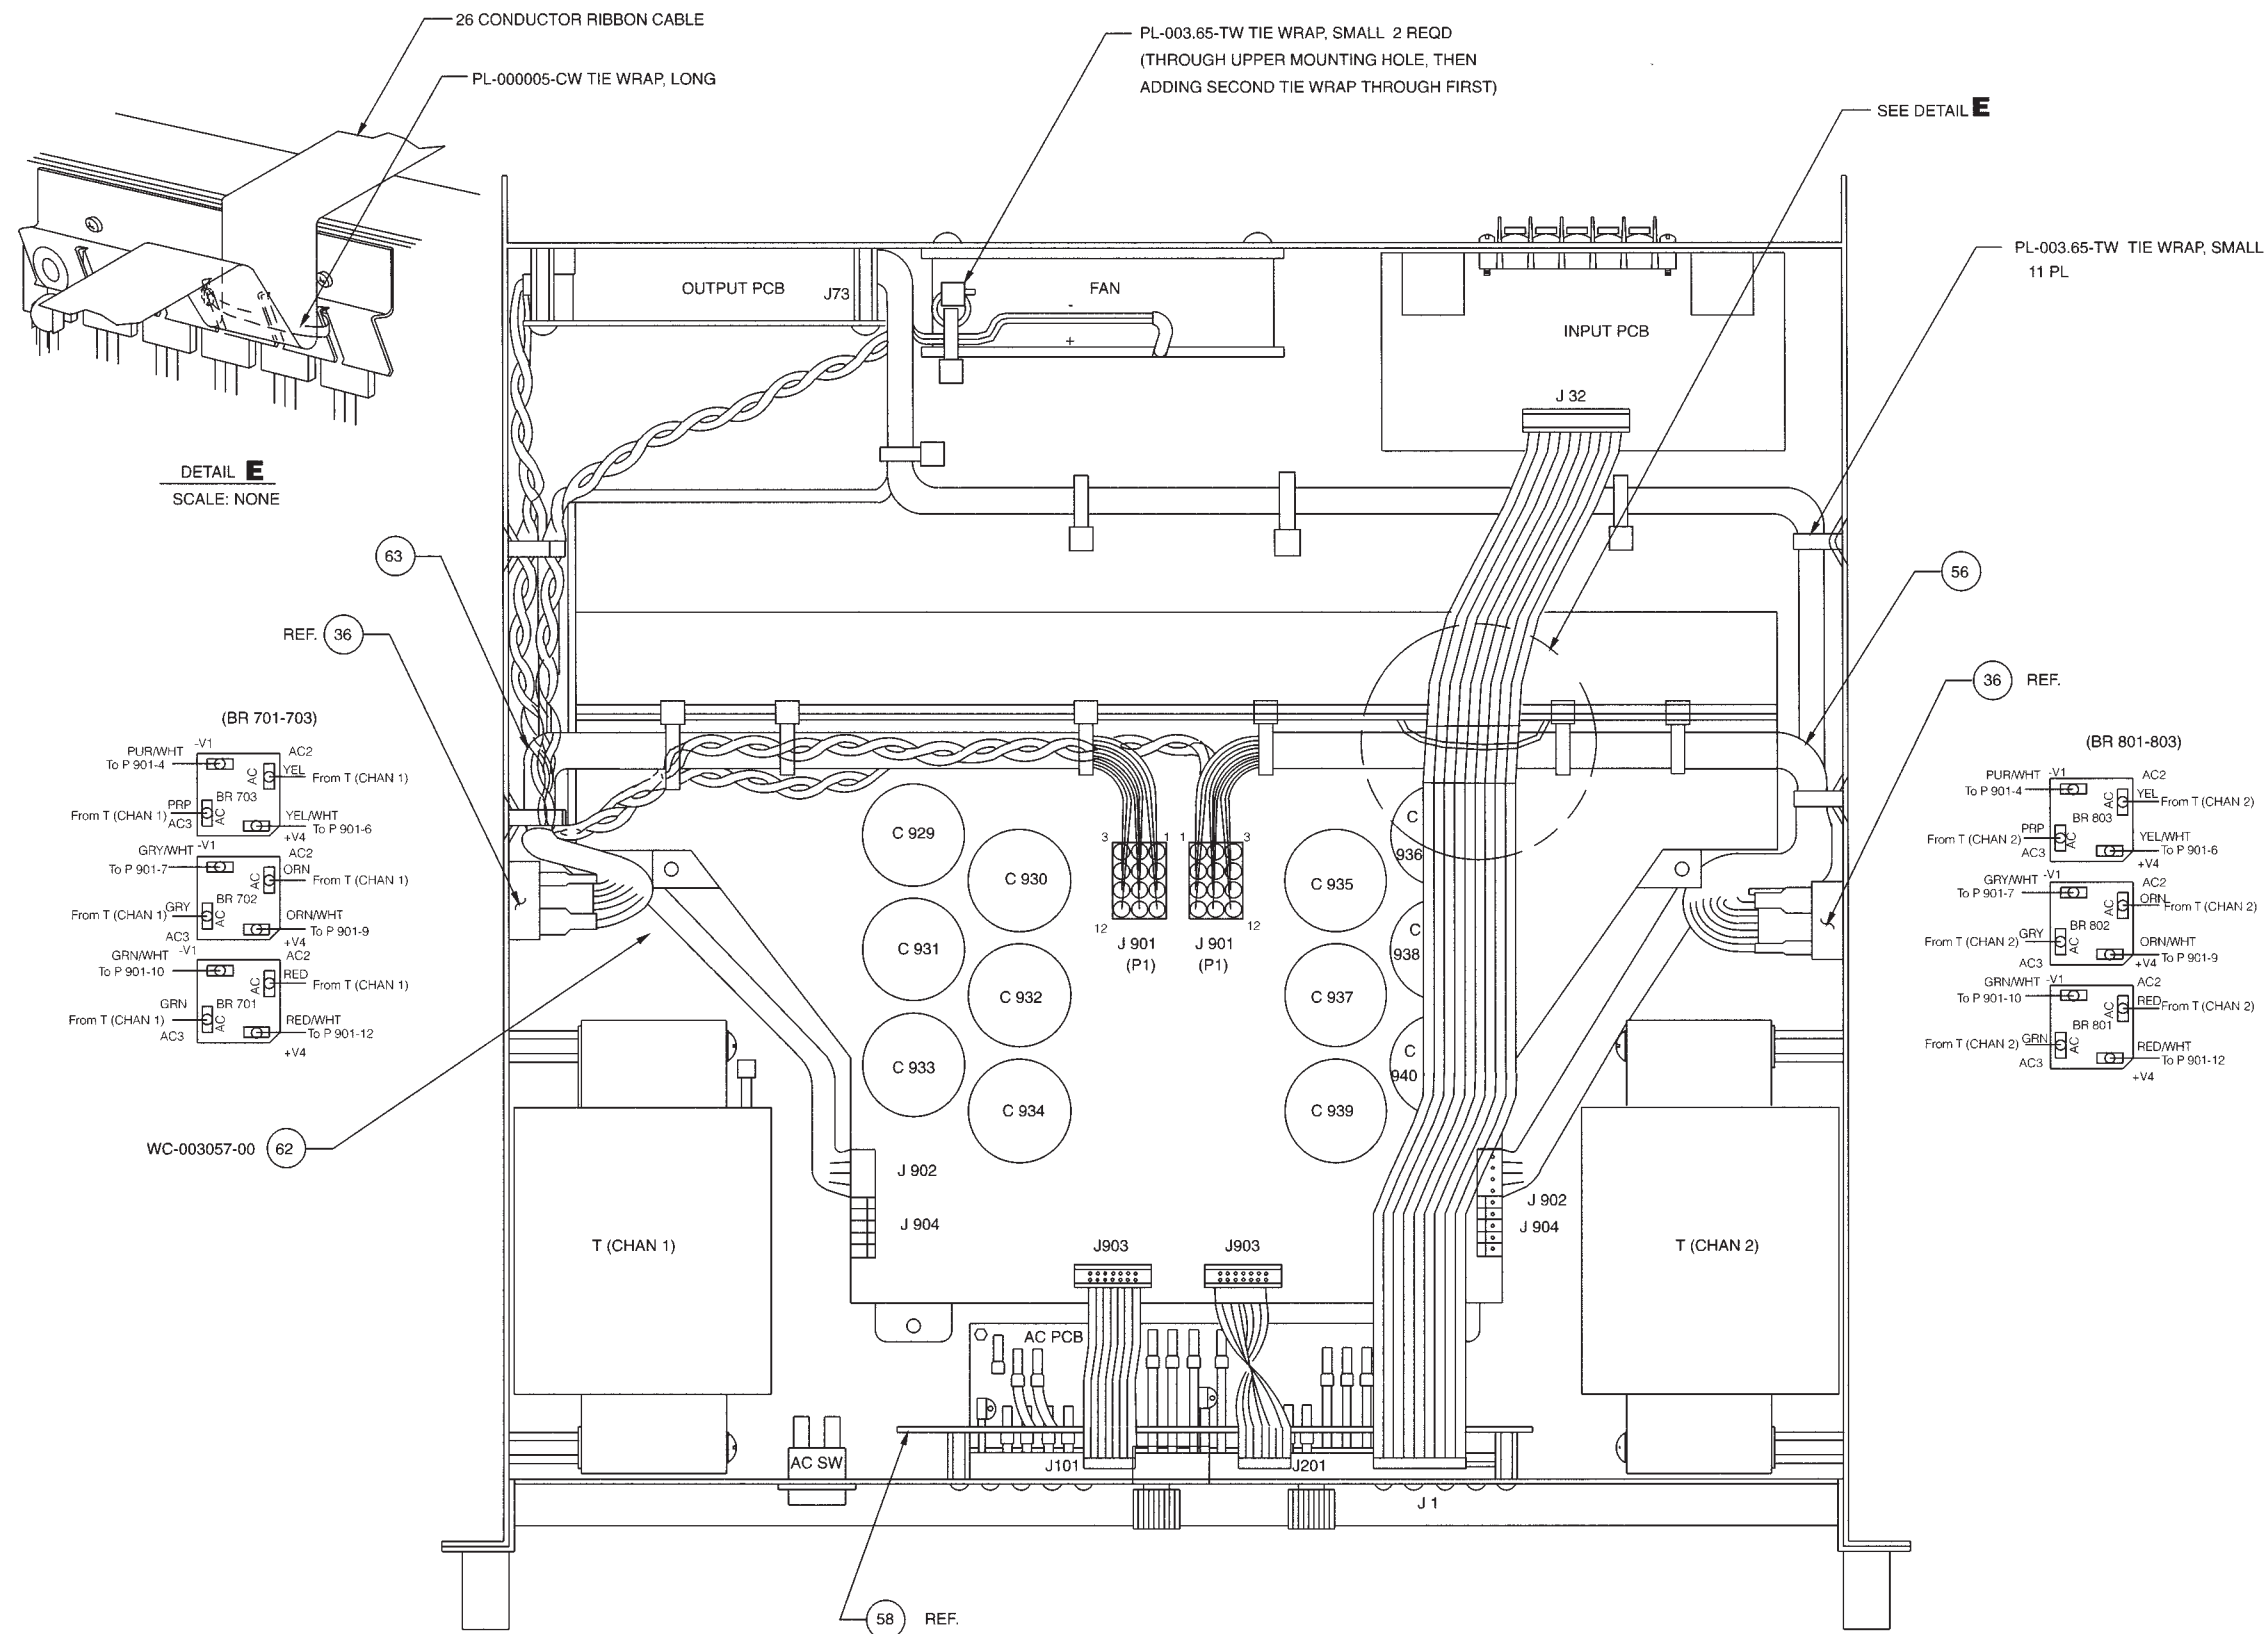 26 CONDUCTOR RIBBON CABLE
PL-000005-CW TIE WRAP, LONG
DETAIL E
SCALE: NONE
PL-003.65-TW TIE WRAP, SMALL 2 REQD
(THROUGH UPPER MOUNTING HOLE, THEN
ADDING SECOND TIE WRAP THROUGH FIRST)
SEE DETAIL E
PL-003.65-TW TIE WRAP, SMALL
11 PL
OUTPUT PCB
J73
FAN
-
+
INPUT PCB
J 32
63
56
REF. 36
36 REF.
(BR 701-703)
PUR/WHT
-V1
AC2
To P 901-4
AC
YEL
From T (CHAN 1)
BR 703
PRP
From T (CHAN 1)
AC
AC3
YEL/WHT
To P 901-6
+V4
GRY/WHT
-V1
AC2
To P 901-7
AC
ORN
From T (CHAN 1)
BR 702
GRY
From T (CHAN 1)
AC
AC3
ORN/WHT
To P 901-9
+V4
GRN/WHT
-V1
AC2
To P 901-10
AC
RED
From T (CHAN 1)
BR 701
GRN
From T (CHAN 1)
AC
AC3
RED/WHT
To P 901-12
+V4
(BR 801-803)
PUR/WHT
-V1
AC2
To P 901-4
AC
YEL
From T (CHAN 2)
BR 803
PRP
From T (CHAN 2)
AC
AC3
YEL/WHT
To P 901-6
+V4
GRY/WHT
-V1
AC2
To P 901-7
AC
ORN
From T (CHAN 2)
BR 802
GRY
From T (CHAN 2)
AC
AC3
ORN/WHT
To P 901-9
+V4
GRN/WHT
-V1
AC2
To P 901-10
AC
RED
From T (CHAN 2)
BR 801
GRN
From T (CHAN 2)
AC
AC3
RED/WHT
To P 901-12
+V4
C 929
C 930
C 931
C 932
C 933
C 934
C 935
C
936
C 937
C
938
C 939
C
940
3
1
1
3
12
12
J 901
(P1)
J 901
(P1)
WC-003057-00 62
J 902
J 904
J 902
J 904
T (CHAN 1)
T (CHAN 2)
J903
J903
AC PCB
AC SW
J101
J201
J 1
58 REF.